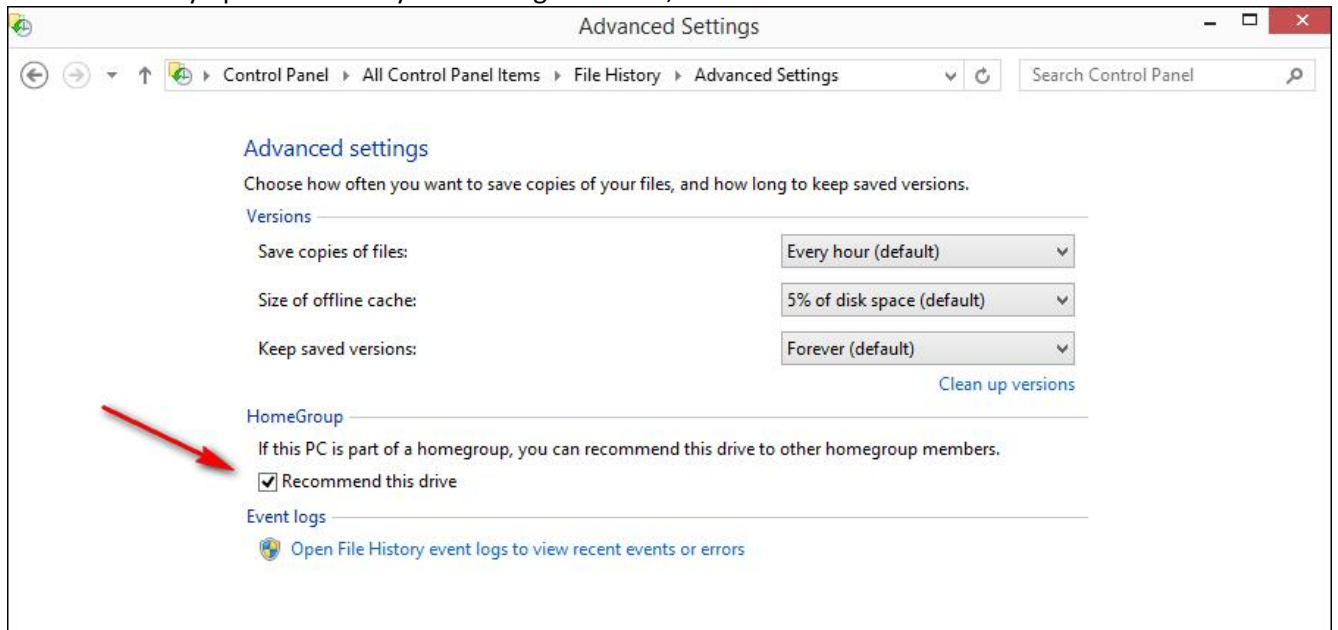 Advanced Settings
Control Panel ▸ All Control Panel Items ▸ File History ▸ Advanced Settings
Search Control Panel
Advanced settings
Choose how often you want to save copies of your files, and how long to keep saved versions.
Versions
Save copies of files: Every hour (default)
Size of offline cache: 5% of disk space (default)
Keep saved versions: Forever (default)
Clean up versions
HomeGroup
If this PC is part of a homegroup, you can recommend this drive to other homegroup members.
Recommend this drive
Event logs
Open File History event logs to view recent events or errors